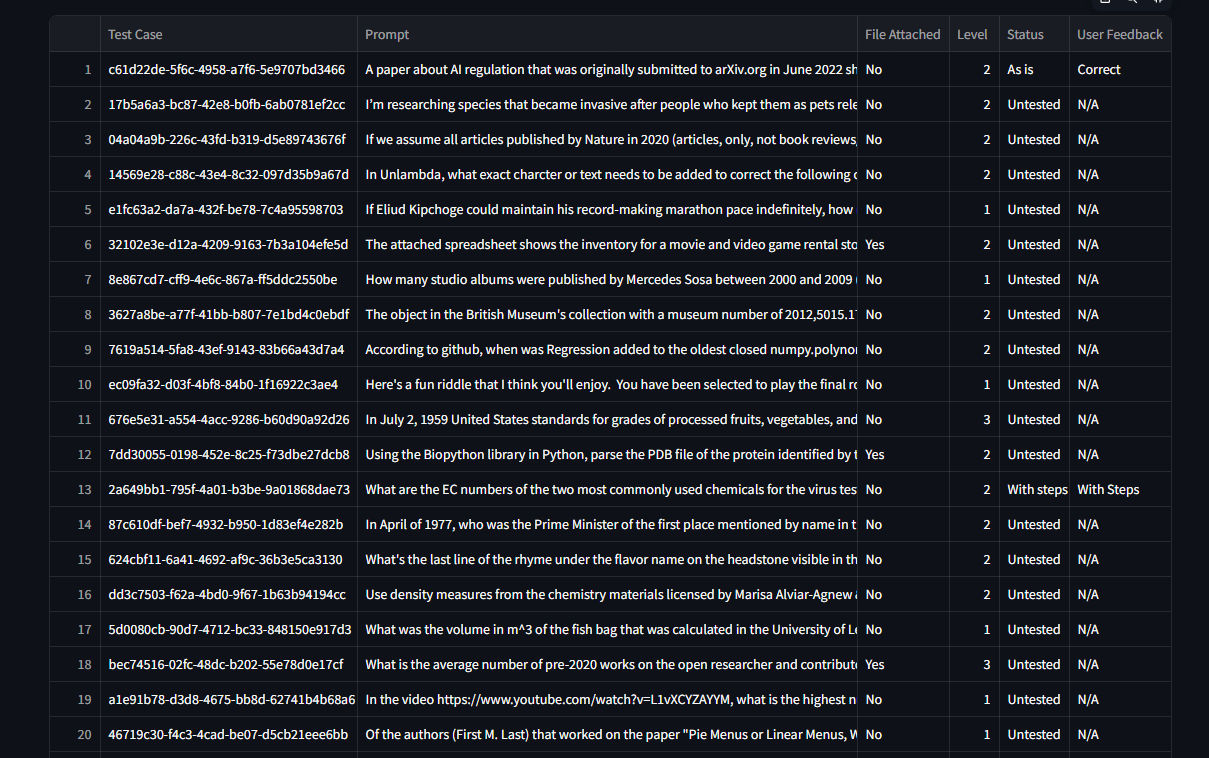 Test Case Prompt File Attached Level Status User Feedback
1 c61d22de-5f6c-4958-a7f6-5e9707bd3466 A paper about AI regulation that was originally submitted to arXiv.org in June 2022 sh No 2 As is Correct
2 17b5a6a3-bc87-42e8-b0fb-6ab0781ef2cc I’m researching species that became invasive after people who kept them as pets rele No 2 Untested N/A
3 04a04a9b-226c-43fd-b319-d5e89743676f If we assume all articles published by Nature in 2020 (articles, only, not book reviews, No 2 Untested N/A
4 14569e28-c88c-43e4-8c32-097d35b9a67d In Unlambda, what exact charcter or text needs to be added to correct the following c No 2 Untested N/A
5 e1fc63a2-da7a-432f-be78-7c4a95598703 If Eliud Kipchoge could maintain his record-making marathon pace indefinitely, how No 1 Untested N/A
6 32102e3e-d12a-4209-9163-7b3a104efe5d The attached spreadsheet shows the inventory for a movie and video game rental sto Yes 2 Untested N/A
7 8e867cd7-cff9-4e6c-867a-ff5ddc2550be How many studio albums were published by Mercedes Sosa between 2000 and 2009 ( No 1 Untested N/A
8 3627a8be-a77f-41bb-b807-7e1bd4c0ebdf The object in the British Museum's collection with a museum number of 2012,5015.17 No 2 Untested N/A
9 7619a514-5fa8-43ef-9143-83b66a43d7a4 According to github, when was Regression added to the oldest closed numpy.polynor No 2 Untested N/A
10 ec09fa32-d03f-4bf8-84b0-1f16922c3ae4 Here's a fun riddle that I think you'll enjoy. You have been selected to play the final ro No 1 Untested N/A
11 676e5e31-a554-4acc-9286-b60d90a92d26 In July 2, 1959 United States standards for grades of processed fruits, vegetables, and No 3 Untested N/A
12 7dd30055-0198-452e-8c25-f73dbe27dcb8 Using the Biopython library in Python, parse the PDB file of the protein identified by t Yes 2 Untested N/A
13 2a649bb1-795f-4a01-b3be-9a01868dae73 What are the EC numbers of the two most commonly used chemicals for the virus tes No 2 With steps With Steps
14 87c610df-bef7-4932-b950-1d83ef4e282b In April of 1977, who was the Prime Minister of the first place mentioned by name in t No 2 Untested N/A
15 624cbf11-6a41-4692-af9c-36b3e5ca3130 What's the last line of the rhyme under the flavor name on the headstone visible in th No 2 Untested N/A
16 dd3c7503-f62a-4bd0-9f67-1b63b94194cc Use density measures from the chemistry materials licensed by Marisa Alviar-Agnew & No 2 Untested N/A
17 5d0080cb-90d7-4712-bc33-848150e917d3 What was the volume in m^3 of the fish bag that was calculated in the University of Le No 1 Untested N/A
18 bec74516-02fc-48dc-b202-55e78d0e17cf What is the average number of pre-2020 works on the open researcher and contributo Yes 3 Untested N/A
19 a1e91b78-d3d8-4675-bb8d-62741b4b68a6 In the video https://www.youtube.com/watch?v=L1vXCYZAYYM, what is the highest n No 1 Untested N/A
20 46719c30-f4c3-4cad-be07-d5cb21eee6bb Of the authors (First M. Last) that worked on the paper "Pie Menus or Linear Menus, W No 1 Untested N/A